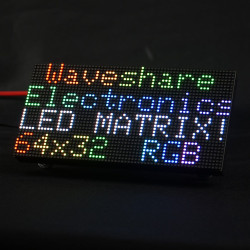 Waveshare
Electronics
LED MATRIX!
64x32 RGB